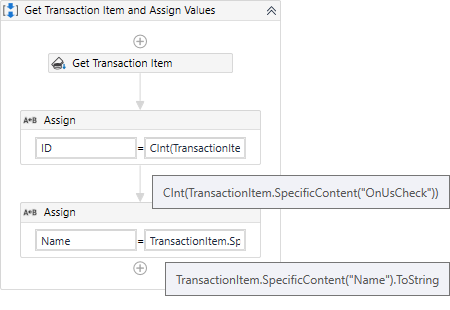 Get Transaction Item and Assign Values
Get Transaction Item
A+B Assign
ID = CInt(TransactionIte
CInt(TransactionItem.SpecificContent("OnUsCheck"))
A+B Assign
Name = TransactionItem.Sp
TransactionItem.SpecificContent("Name").ToString